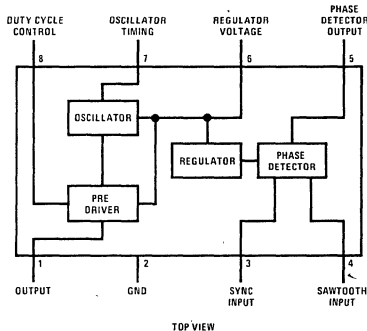 DUTY CYCLE
CONTROL
OSCILLATOR
TIMING
REGULATOR
VOLTAGE
PHASE
DETECTOR
OUTPUT
8
7
6
5
OSCILLATOR
REGULATOR
PHASE
DETECTOR
PRE
DRIVER
1
2
3
4
OUTPUT
GND
SYNC
INPUT
SAWTOOTH
INPUT
TOP VIEW